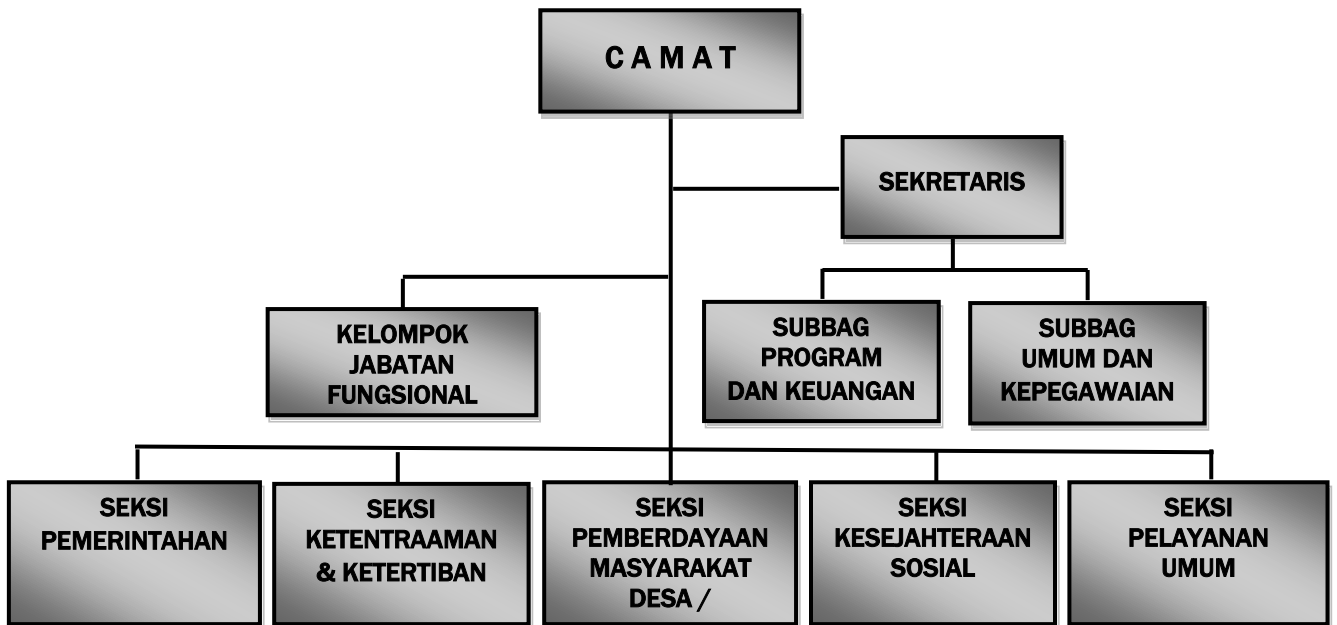 C A M A T
SEKRETARIS
KELOMPOK
JABATAN
FUNGSIONAL
SUBBAG
PROGRAM
DAN KEUANGAN
SUBBAG
UMUM DAN
KEPEGAWAIAN
SEKSI
PEMERINTAHAN
SEKSI
KETENTRAAMAN
& KETERTIBAN
SEKSI
PEMBERDAYAAN
MASYARAKAT
DESA /
SEKSI
KESEJAHTERAAN
SOSIAL
SEKSI
PELAYANAN
UMUM